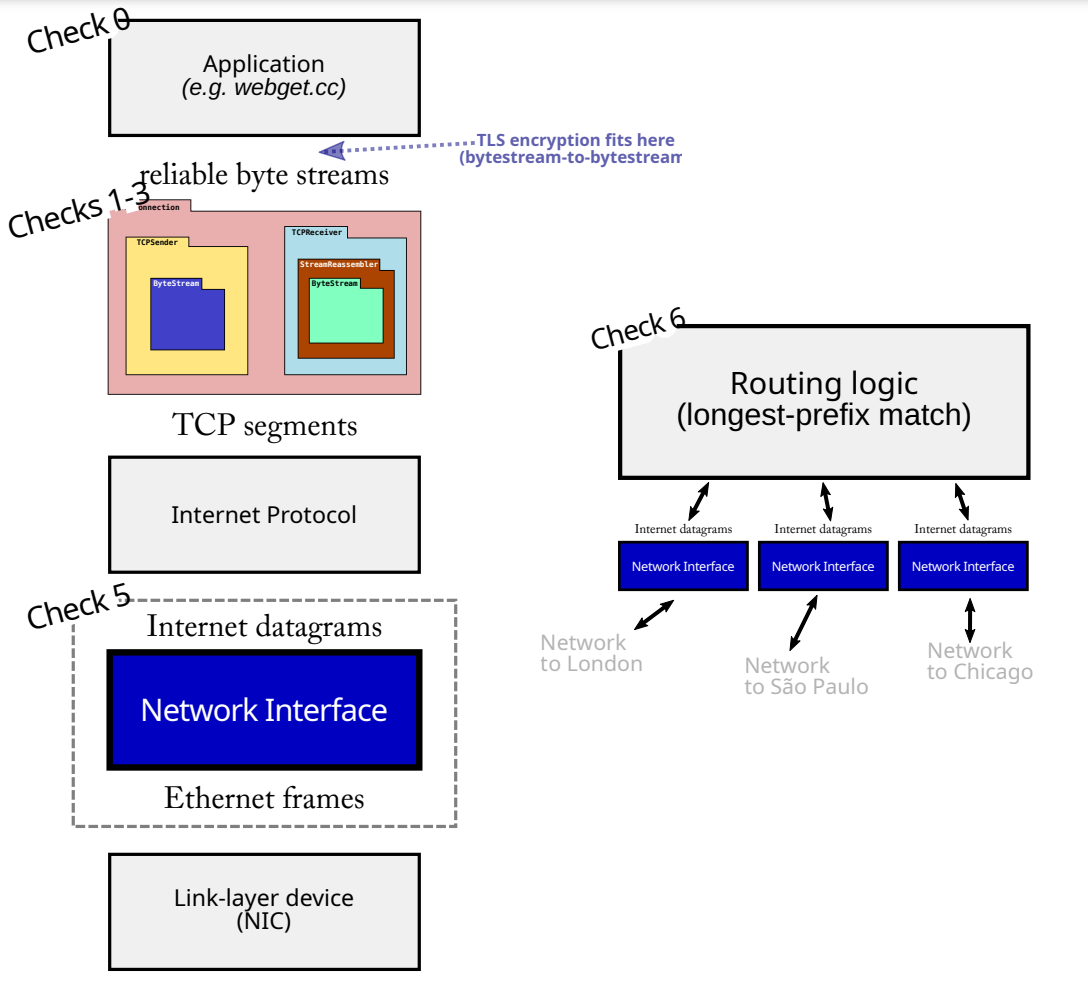 Check 0
Application
(e.g. webget.cc)
TLS encryption fits here
(bytestream-to-bytestream
reliable byte streams
Checks 1-3
onnection
TCPSender
ByteStream
TCPReceiver
StreamReassembler
ByteStream
TCP segments
Internet Protocol
Check 5
Internet datagrams
Network Interface
Ethernet frames
Link-layer device
(NIC)
Check 6
Routing logic
(longest-prefix match)
Internet datagrams
Internet datagrams
Internet datagrams
Network Interface
Network Interface
Network Interface
Network
to London
Network
to São Paulo
Network
to Chicago